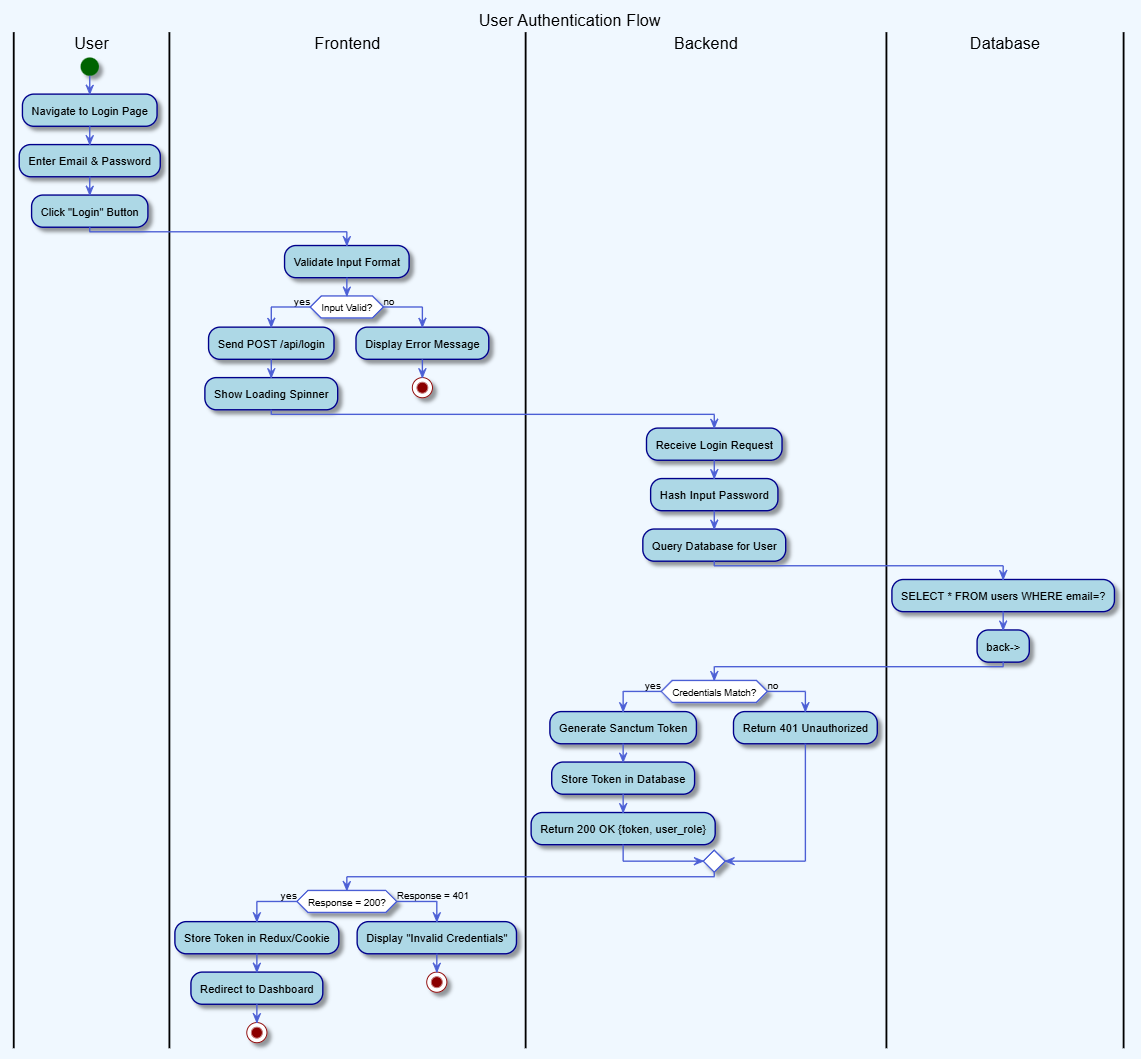 User Authentication Flow
User
Frontend
Backend
Database
Navigate to Login Page
Enter Email & Password
Click "Login" Button
Validate Input Format
yes
Input Valid?
no
Send POST /api/login
Display Error Message
Show Loading Spinner
Receive Login Request
Hash Input Password
Query Database for User
SELECT * FROM users WHERE email=?
back->
yes
Credentials Match?
no
Generate Sanctum Token
Return 401 Unauthorized
Store Token in Database
Return 200 OK {token, user_role}
yes
Response = 200?
Response = 401
Store Token in Redux/Cookie
Display "Invalid Credentials"
Redirect to Dashboard